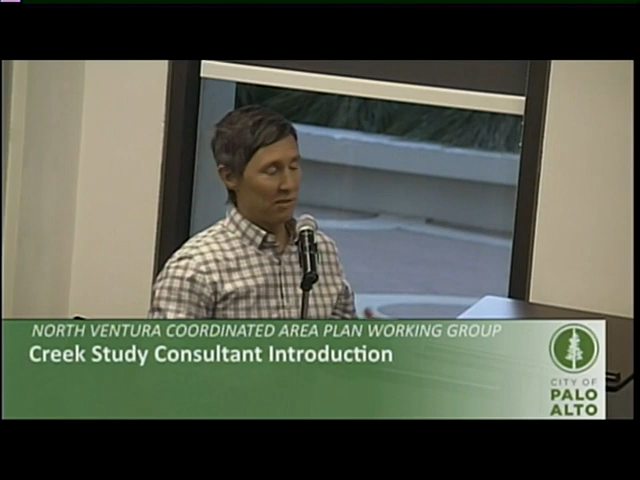 NORTH VENTURA COORDINATED AREA PLAN WORKING GROUP
Creek Study Consultant Introduction
CITY OF
PALO
ALTO